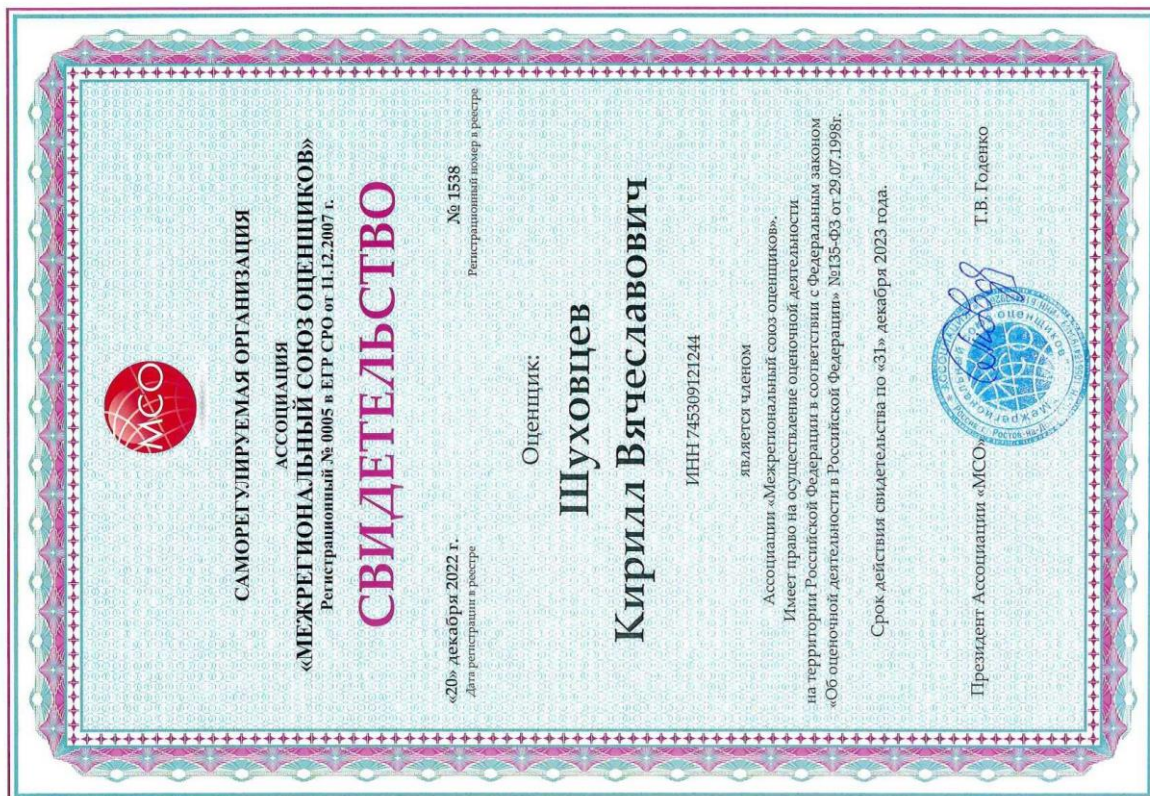 МСО
САМОРЕГУЛИРУЕМАЯ ОРГАНИЗАЦИЯ
АССОЦИАЦИЯ
«МЕЖРЕГИОНАЛЬНЫЙ СОЮЗ ОЦЕНЩИКОВ»
Регистрационный № 0005 в ЕГР СРО от 11.12.2007 г.
СВИДЕТЕЛЬСТВО
«20» декабря 2022 г. № 1538
Дата регистрации в реестре Регистрационный номер в реестре
Оценщик:
Шуховцев
Кирилл Вячеславович
ИНН 745309121244
является членом
Ассоциации «Межрегиональный союз оценщиков».
Имеет право на осуществление оценочной деятельности
на территории Российской Федерации в соответствии с Федеральным законом
«Об оценочной деятельности в Российской Федерации» №135-ФЗ от 29.07.1998г.
Срок действия свидетельства по «31» декабря 2023 года.
Президент Ассоциации «МСО» Т.В. Годенко